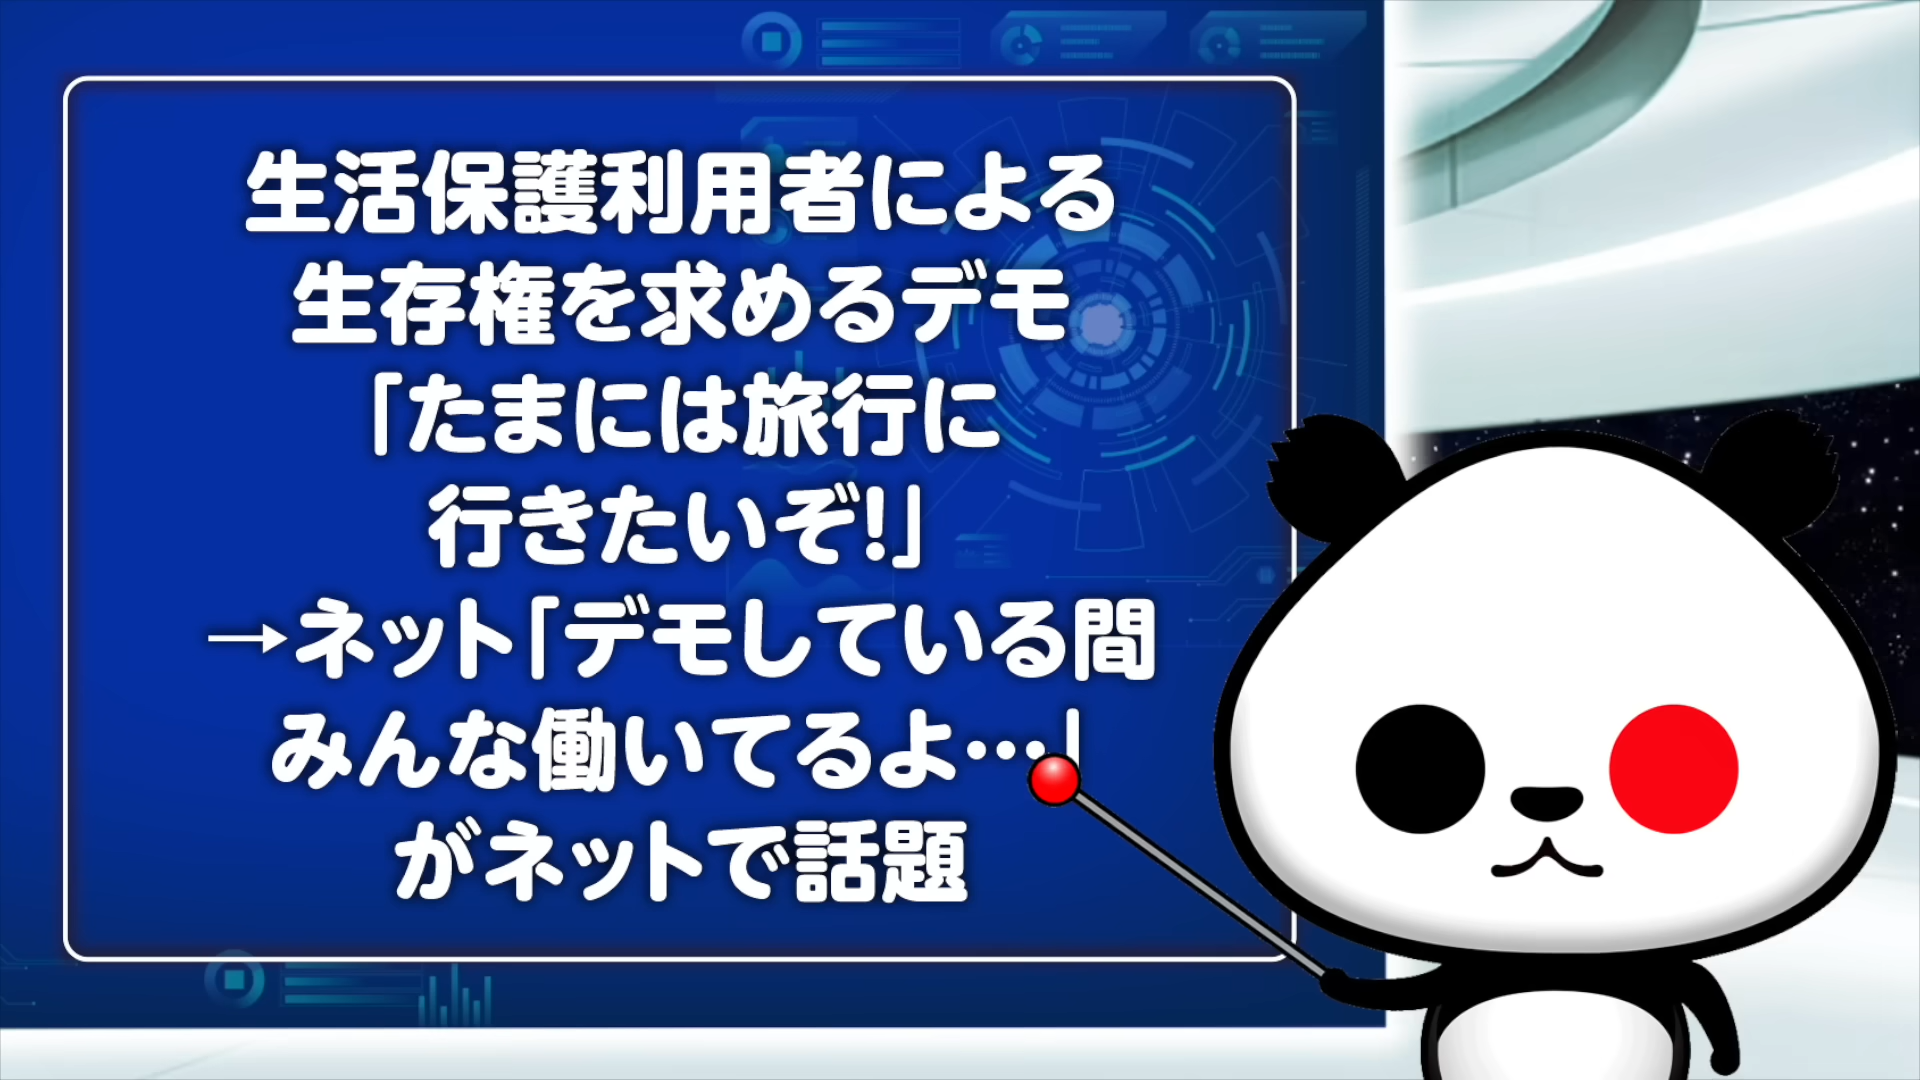 生活保護利用者による
生存権を求めるデモ
「たまには旅行に
行きたいぞ!」
→ネット「デモしている間
みんな働いてるよ…」
がネットで話題